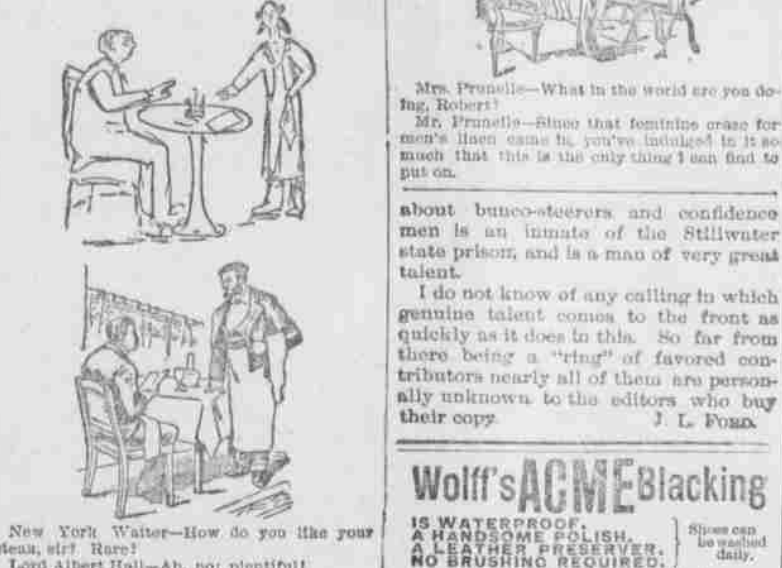 New York Waiter—How do you like your
steak, sir? Rare?
Lord Albert Hall—Ah, no; plentiful!
Mrs. Prunelle—What in the world are you do-
ing, Robert?
Mr. Prunelle—Since that feminine craze for
men's linen came in, you've indulged in it so
much that this is the only thing I can find to
put on.
about bunco-steerers and confidence
men is an inmate of the Stillwater
state prison, and is a man of very great
talent.
I do not know of any calling in which
genuine talent comes to the front as
quickly as it does in this. So far from
there being a "ring" of favored con-
tributors nearly all of them are person-
ally unknown to the editors who buy
their copy. J. L. FORD.
Wolff's ACME Blacking
IS WATERPROOF.
A HANDSOME POLISH.
A LEATHER PRESERVER.
NO BRUSHING REQUIRED.
Shoes can
be washed
daily.